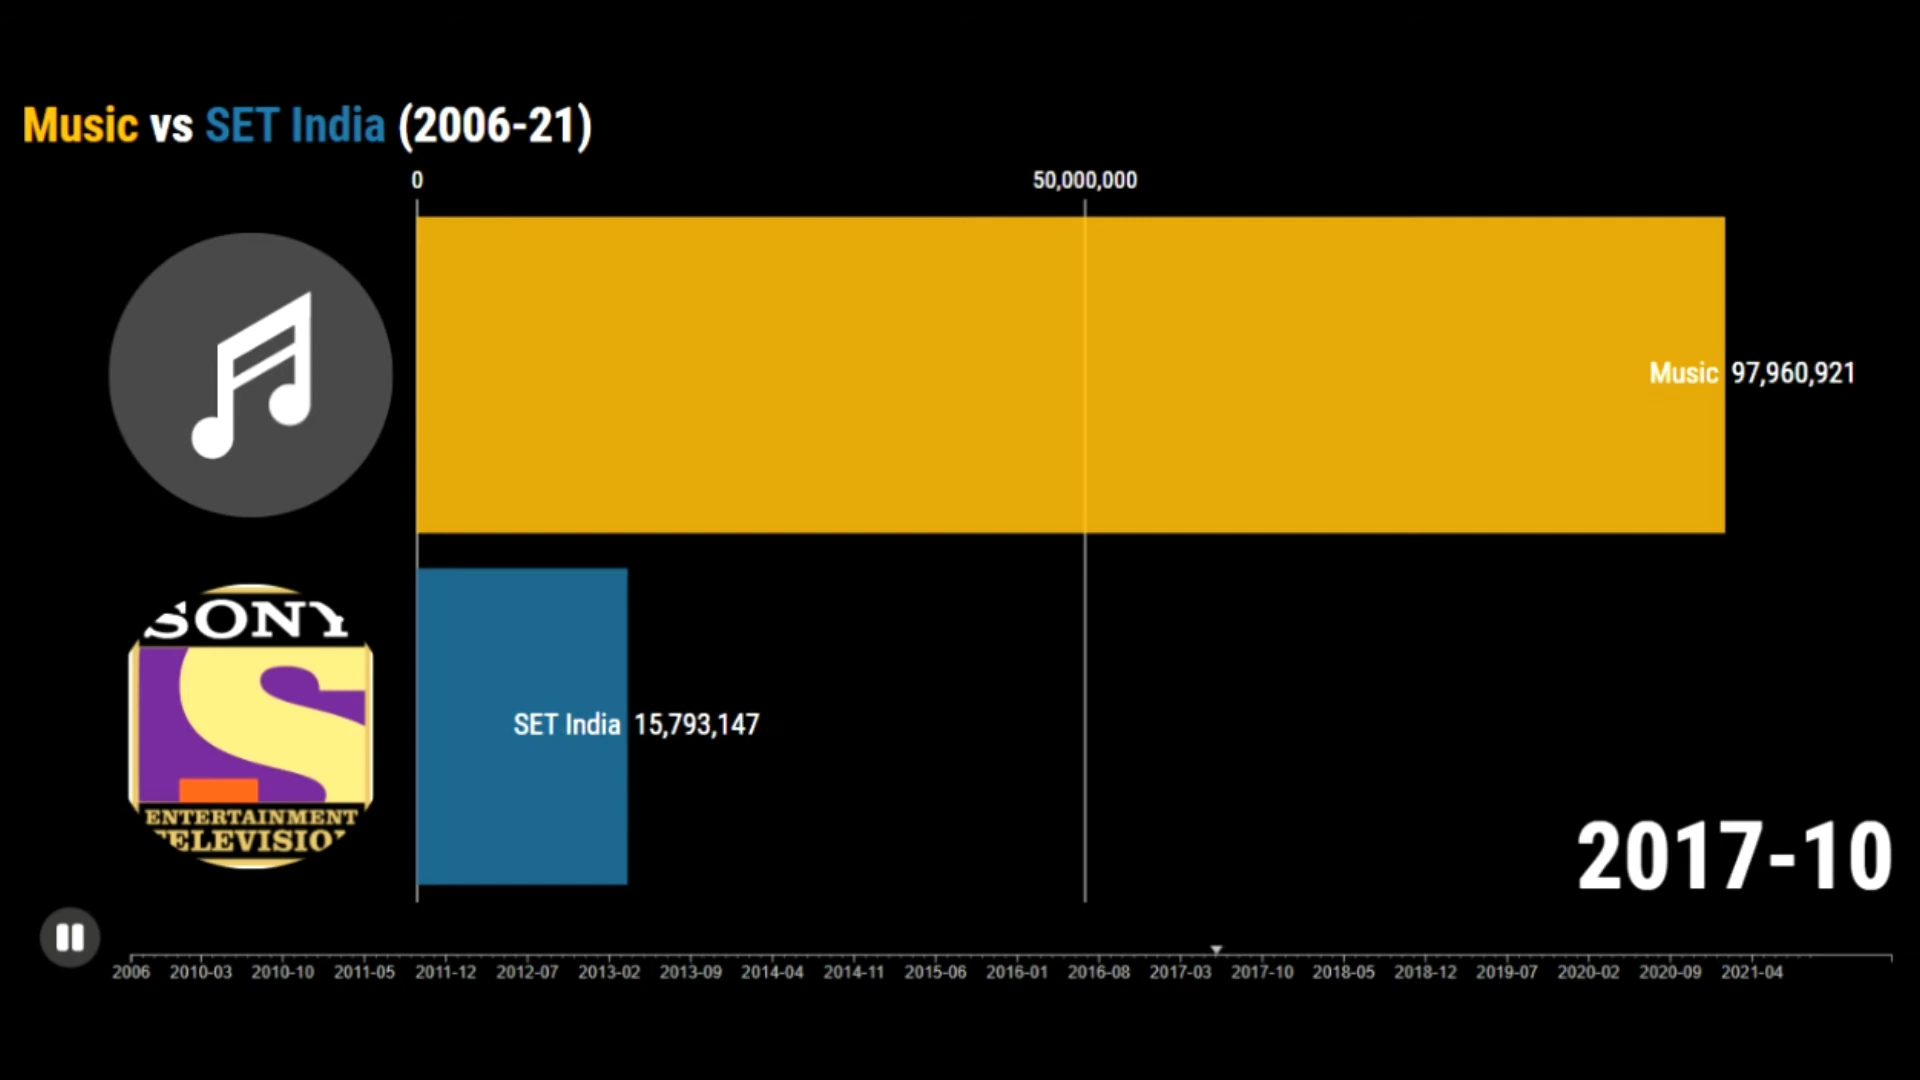 Music vs SET India (2006-21)
0 50,000,000
Music 97,960,921
SONY
SET India 15,793,147
ENTERTAINMENT
TELEVISION
2017-10
2006 2010-03 2010-10 2011-05 2011-12 2012-07 2013-02 2013-09 2014-04 2014-11 2015-06 2016-01 2016-08 2017-03 2017-10 2018-05 2018-12 2019-07 2020-02 2020-09 2021-04